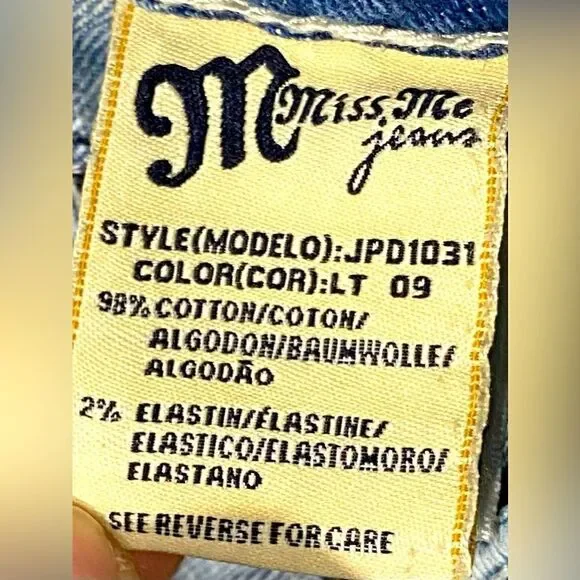 M Miss Me
jeans
STYLE(MODELO):JPD1031
COLOR(COR):LT 09
98% COTTON/COTON/
ALGODON/BAUMWOLLE/
ALGODÃO
2% ELASTIN/ÉLASTINE/
ELASTICO/ELASTOMORO/
ELASTANO
SEE REVERSE FOR CARE